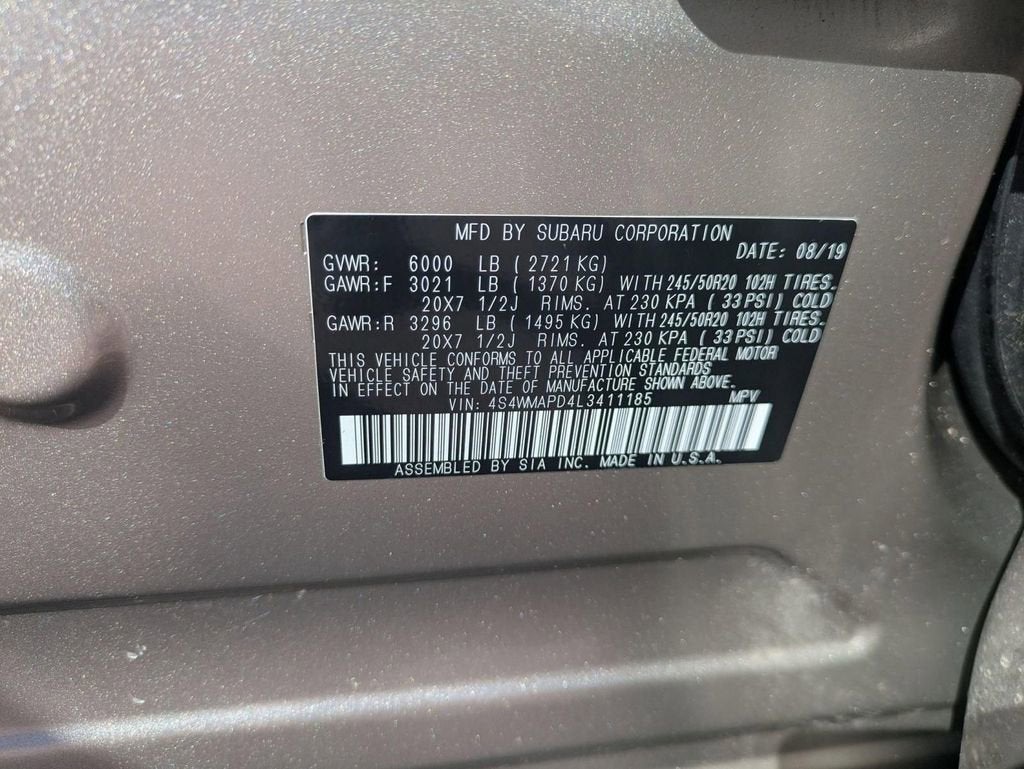 MFD BY SUBARU CORPORATION
DATE: 08/19
GVWR: 6000 LB (2721 KG)
GAWR:F 3021 LB (1370 KG) WITH 245/50R20 102H TIRES.
20X7 1/2J RIMS. AT 230 KPA (33 PSI) COLD
GAWR:R 3296 LB (1495 KG) WITH 245/50R20 102H TIRES.
20X7 1/2J RIMS. AT 230 KPA (33 PSI) COLD
THIS VEHICLE CONFORMS TO ALL APPLICABLE FEDERAL MOTOR
VEHICLE SAFETY AND THEFT PREVENTION STANDARDS
IN EFFECT ON THE DATE OF MANUFACTURE SHOWN ABOVE.
VIN: 4S4WMAPD4L3411185 MPV
ASSEMBLED BY SIA INC. MADE IN U.S.A.